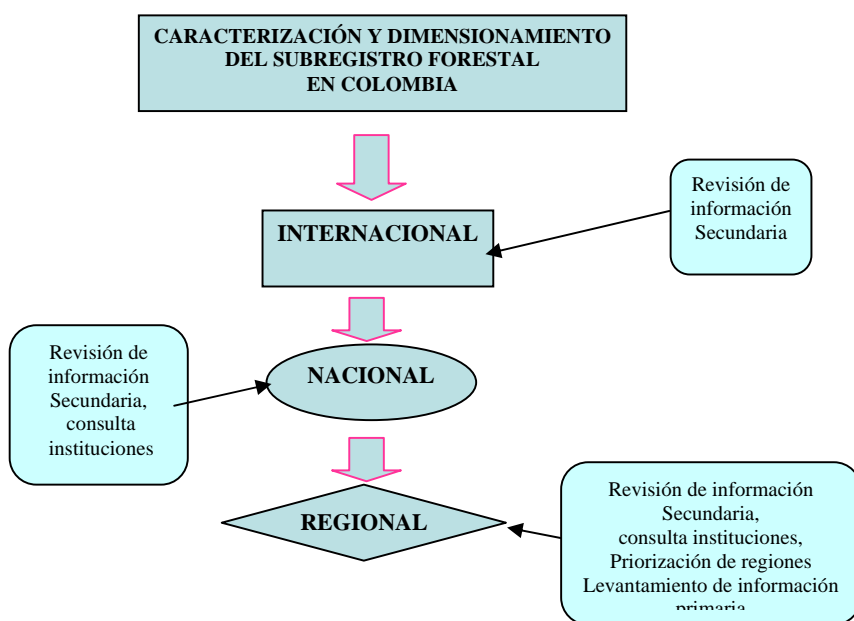 CARACTERIZACIÓN Y DIMENSIONAMIENTO
DEL SUBREGISTRO FORESTAL
EN COLOMBIA
Revisión de
información
Secundaria
INTERNACIONAL
Revisión de
información
Secundaria,
consulta
instituciones
NACIONAL
REGIONAL
Revisión de información
Secundaria,
consulta instituciones,
Priorización de regiones
Levantamiento de información
primaria